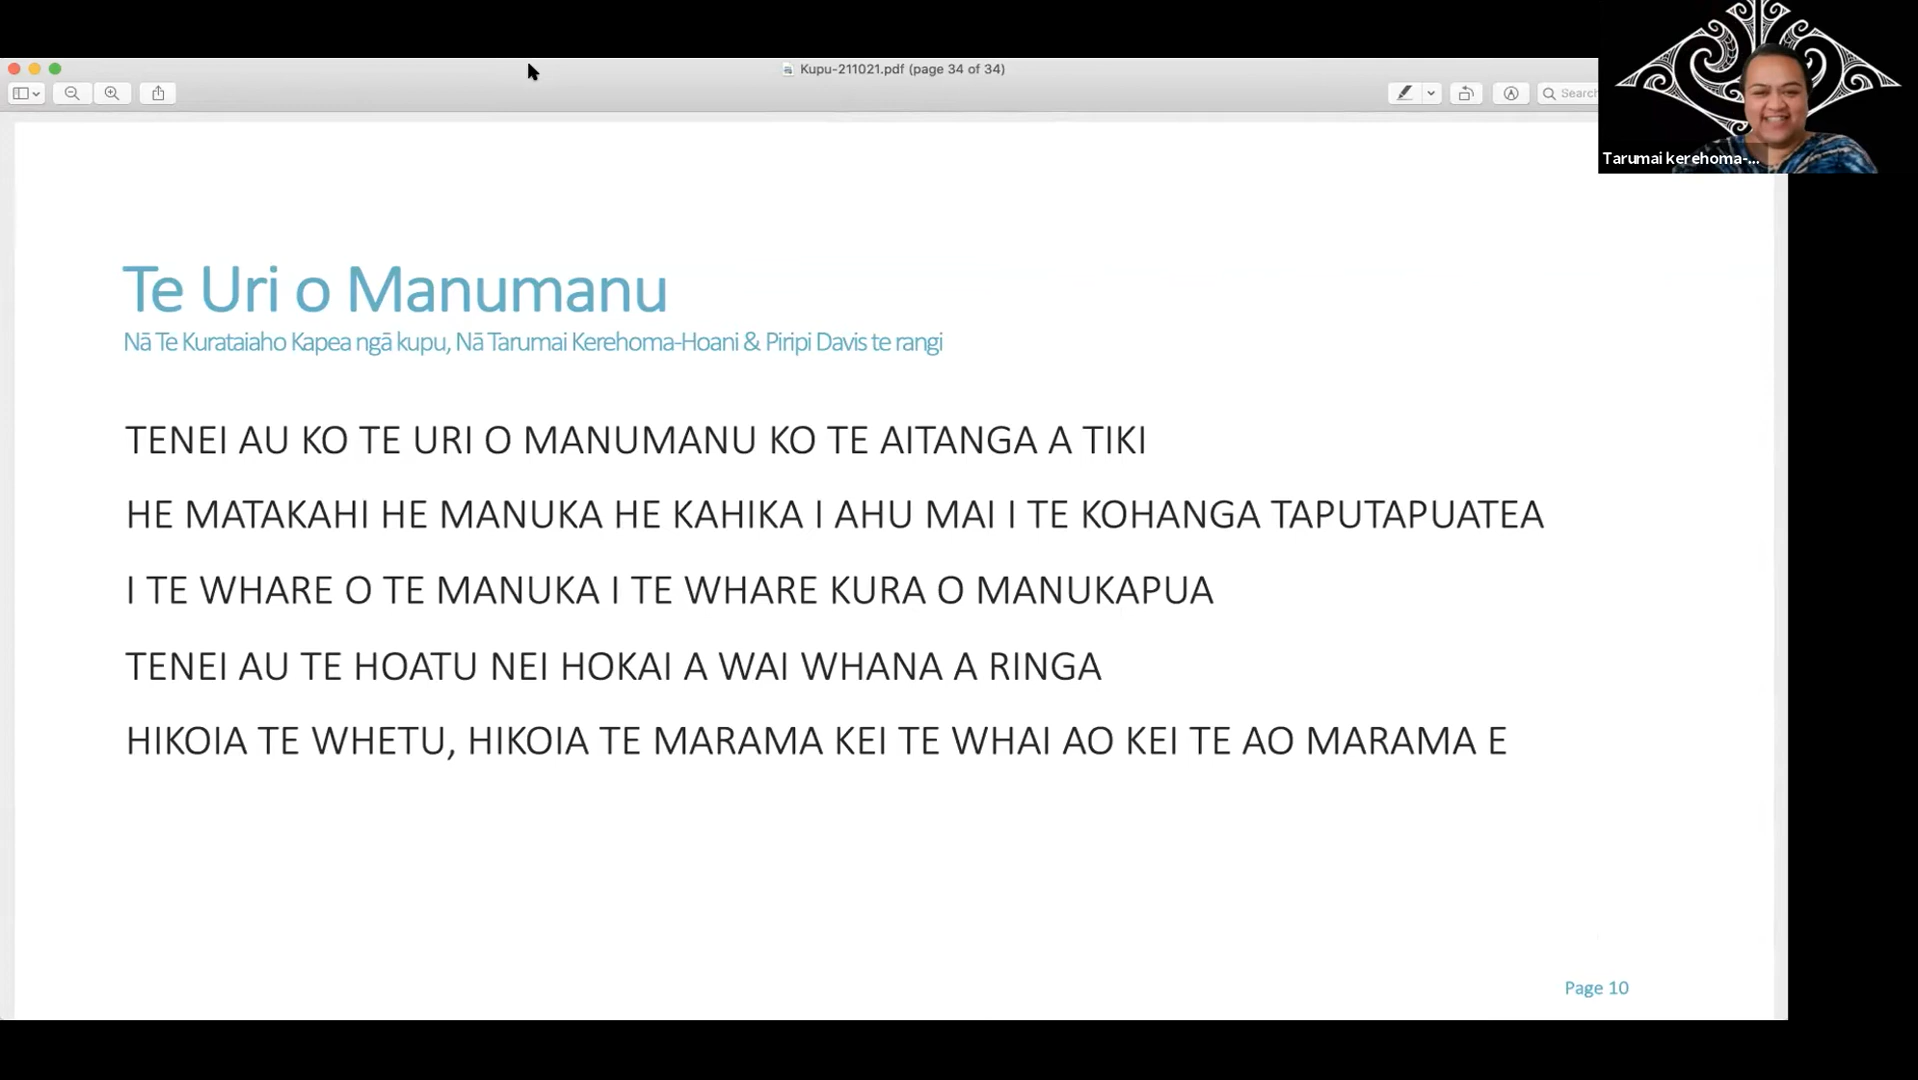 Kupu-211021.pdf (page 34 of 34)
Search
Tarumai kerehoma-...
Te Uri o Manumanu
Nā Te Kurataiaho Kapea ngā kupu, Nā Tarumai Kerehoma-Hoani & Piripi Davis te rangi
TENEI AU KO TE URI O MANUMANU KO TE AITANGA A TIKI
HE MATAKAHI HE MANUKA HE KAHIKA I AHU MAI I TE KOHANGA TAPUTAPUATEA
I TE WHARE O TE MANUKA I TE WHARE KURA O MANUKAPUA
TENEI AU TE HOATU NEI HOKAI A WAI WHANA A RINGA
HIKOIA TE WHETU, HIKOIA TE MARAMA KEI TE WHAI AO KEI TE AO MARAMA E
Page 10